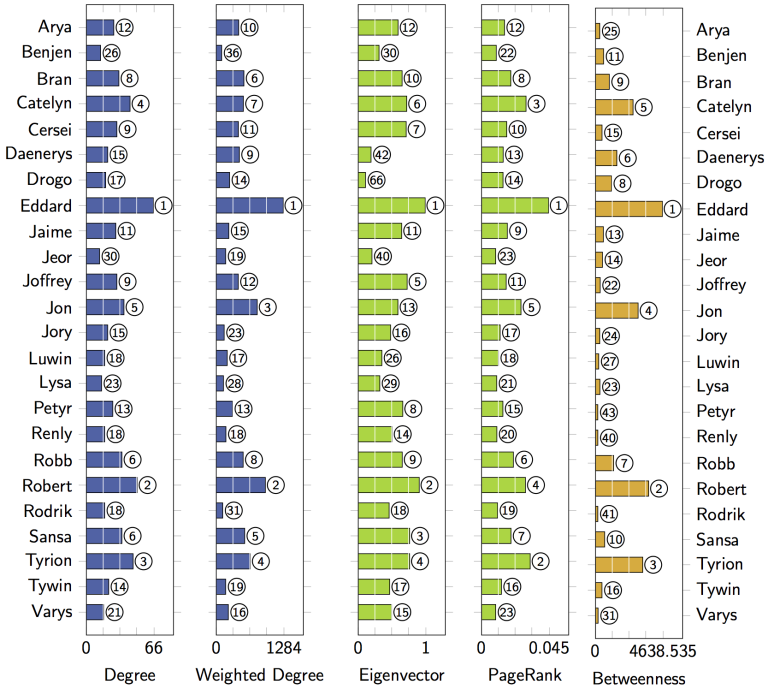 Arya 12 10 12 12 25 Arya
Benjen 26 36 30 22 11 Benjen
Bran 8 6 10 8 9 Bran
Catelyn 4 7 6 3 5 Catelyn
Cersei 9 11 7 10 15 Cersei
Daenerys 15 9 42 13 6 Daenerys
Drogo 17 14 66 14 8 Drogo
Eddard 1 1 1 1 1 Eddard
Jaime 11 15 11 9 13 Jaime
Jeor 30 19 40 23 14 Jeor
Joffrey 9 12 5 11 22 Joffrey
Jon 5 3 13 5 4 Jon
Jory 15 23 16 17 24 Jory
Luwin 18 17 26 18 27 Luwin
Lysa 23 28 29 21 23 Lysa
Petyr 13 13 8 15 43 Petyr
Renly 18 18 14 20 40 Renly
Robb 6 8 9 6 7 Robb
Robert 2 2 2 4 2 Robert
Rodrik 18 31 18 19 41 Rodrik
Sansa 6 5 3 7 10 Sansa
Tyrion 3 4 4 2 3 Tyrion
Tywin 14 19 17 16 16 Tywin
Varys 21 16 15 23 31 Varys
0 66 0 1284 0 1 0 0.045 0 4638.535
Degree Weighted Degree Eigenvector PageRank Betweenness